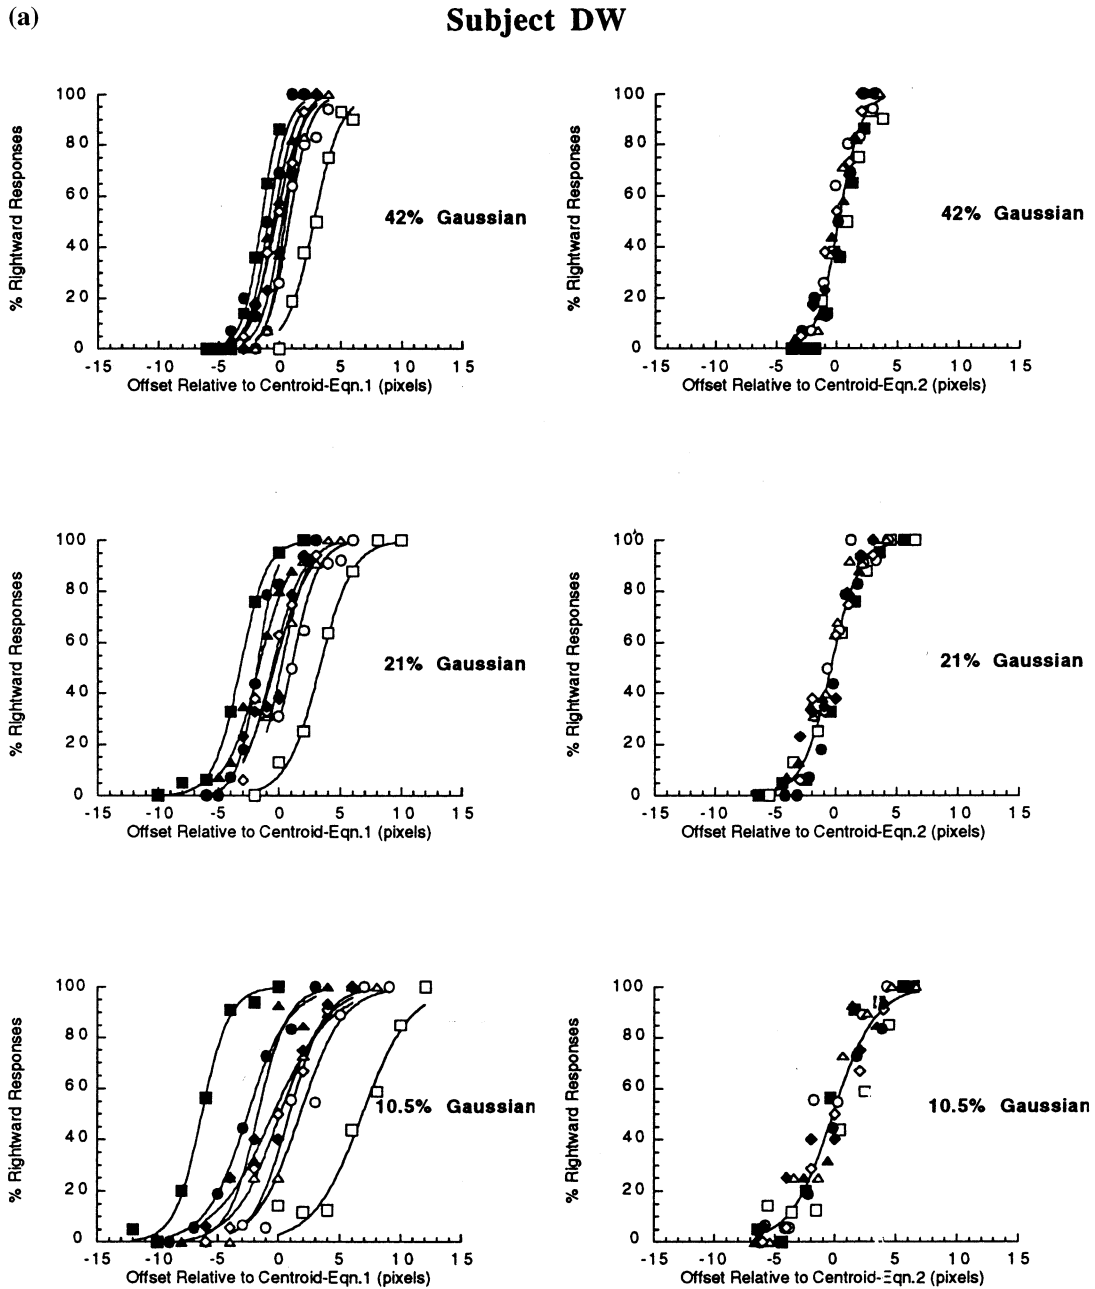 (a)
Subject DW
% Rightward Responses
100
80
60
40
20
0
42% Gaussian
-15 -10 -5 0 5 10 15
Offset Relative to Centroid-Eqn.1 (pixels)
% Rightward Responses
100
80
60
40
20
0
42% Gaussian
-15 -10 -5 0 5 10 15
Offset Relative to Centroid-Eqn.2 (pixels)
% Rightward Responses
100
80
60
40
20
0
21% Gaussian
-15 -10 -5 0 5 10 15
Offset Relative to Centroid-Eqn.1 (pixels)
% Rightward Responses
100
80
60
40
20
0
21% Gaussian
-15 -10 -5 0 5 10 15
Offset Relative to Centroid-Eqn.2 (pixels)
% Rightward Responses
100
80
60
40
20
0
10.5% Gaussian
-15 -10 -5 0 5 10 15
Offset Relative to Centroid-Eqn.1 (pixels)
% Rightward Responses
100
80
60
40
20
0
10.5% Gaussian
-15 -10 -5 0 5 10 15
Offset Relative to Centroid-Eqn.2 (pixels)